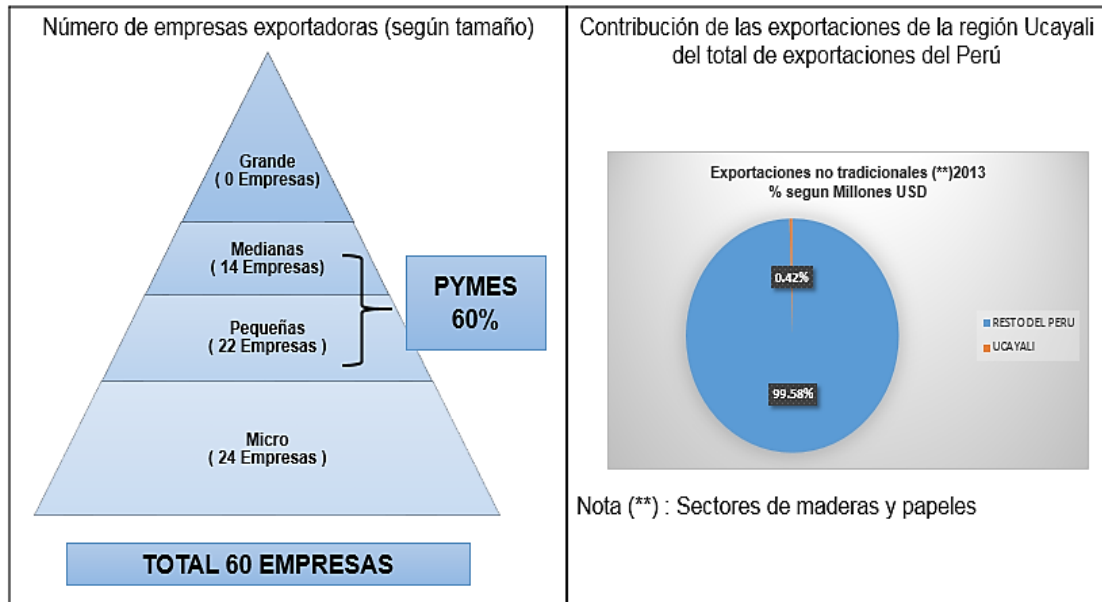 Número de empresas exportadoras (según tamaño)
Grande
( 0 Empresas)
Medianas
( 14 Empresas)
Pequeñas
( 22 Empresas )
PYMES
60%
Micro
( 24 Empresas )
TOTAL 60 EMPRESAS
Contribución de las exportaciones de la región Ucayali
del total de exportaciones del Perú
Exportaciones no tradicionales (**)2013
% segun Millones USD
0.42%
99.58%
RESTO DEL PERU
UCAYALI
Nota (**) : Sectores de maderas y papeles